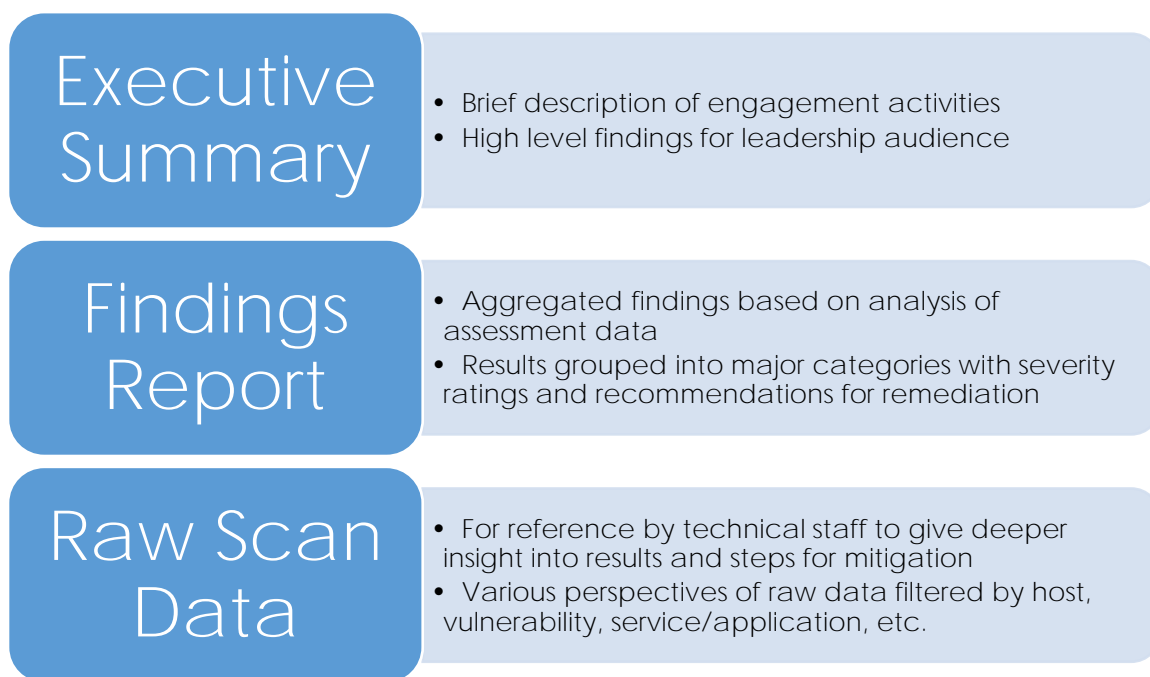 Executive
Summary
• Brief description of engagement activities
• High level findings for leadership audience
Findings
Report
• Aggregated findings based on analysis of
assessment data
• Results grouped into major categories with severity
ratings and recommendations for remediation
Raw Scan
Data
• For reference by technical staff to give deeper
insight into results and steps for mitigation
• Various perspectives of raw data filtered by host,
vulnerability, service/application, etc.